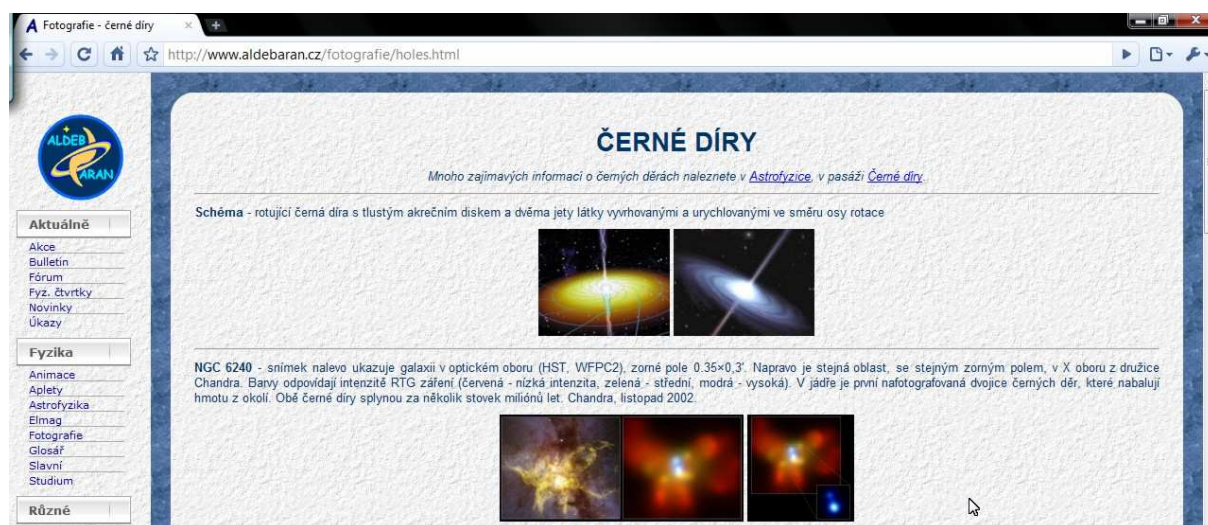 Fotografie - černé díry
http://www.aldebaran.cz/fotografie/holes.html
ALDEB
ARAN
Aktuálně
Akce
Bulletin
Fórum
Fyz. čtvrtky
Novinky
Úkazy
Fyzika
Animace
Aplety
Astrofyzika
Elmag
Fotografie
Glosář
Slavní
Studium
Různé
ČERNÉ DÍRY
Mnoho zajímavých informací o černých děrách naleznete v Astrofyzice, v pasáži Černé díry.
Schéma - rotující černá díra s tlustým akrečním diskem a dvěma jety látky vyvrhovanými a urychlovanými ve směru osy rotace
NGC 6240 - snímek nalevo ukazuje galaxii v optickém oboru (HST, WFPC2), zorné pole 0.35×0,3'. Napravo je stejná oblast, se stejným zorným polem, v X oboru z družice
Chandra. Barvy odpovídají intenzitě RTG záření (červená - nízká intenzita, zelená - střední, modrá - vysoká). V jádře je první nafotografovaná dvojice černých děr, které nabalují
hmotu z okolí. Obě černé díry splynou za několik stovek miliónů let. Chandra, listopad 2002.